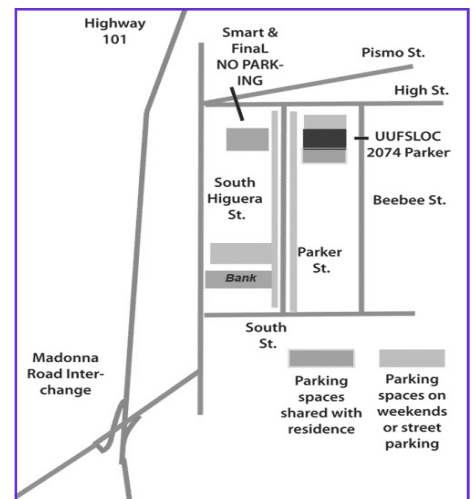 Highway
101
Smart &
FinaL
NO PARK-
ING
Pismo St.
High St.
UUFSLOC
2074 Parker
South
Higuera
St.
Beebee St.
Parker
St.
Bank
South
St.
Madonna
Road Inter-
change
Parking
spaces
shared with
residence
Parking
spaces on
weekends
or street
parking